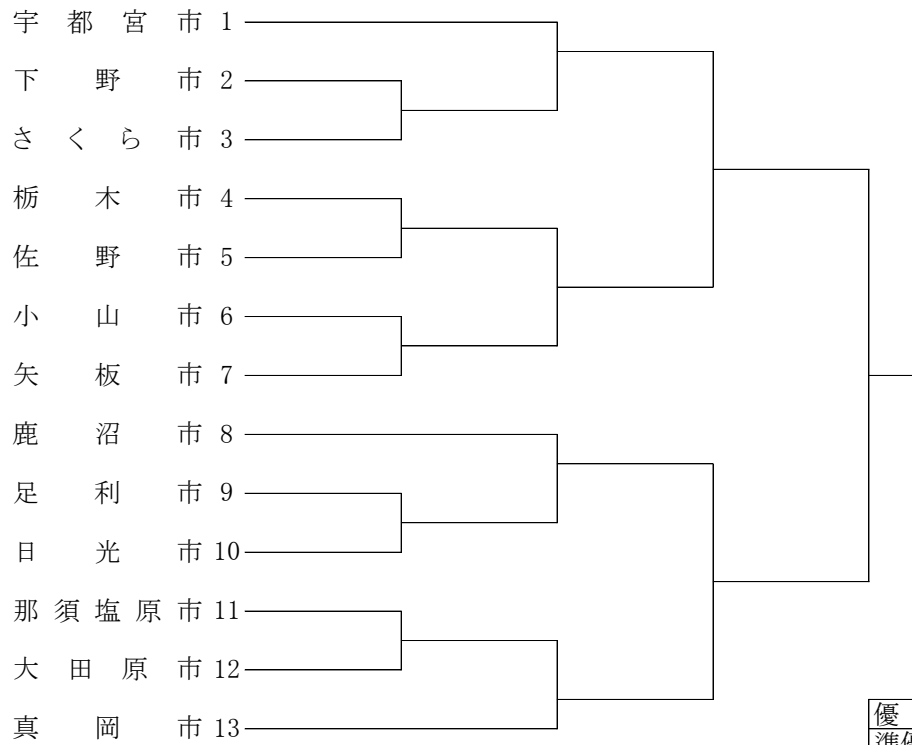 宇都宮市 1
下野市 2
さくら市 3
栃木市 4
佐野市 5
小山市 6
矢板市 7
鹿沼市 8
足利市 9
日光市 10
那須塩原市 11
大田原市 12
真岡市 13
優
準優